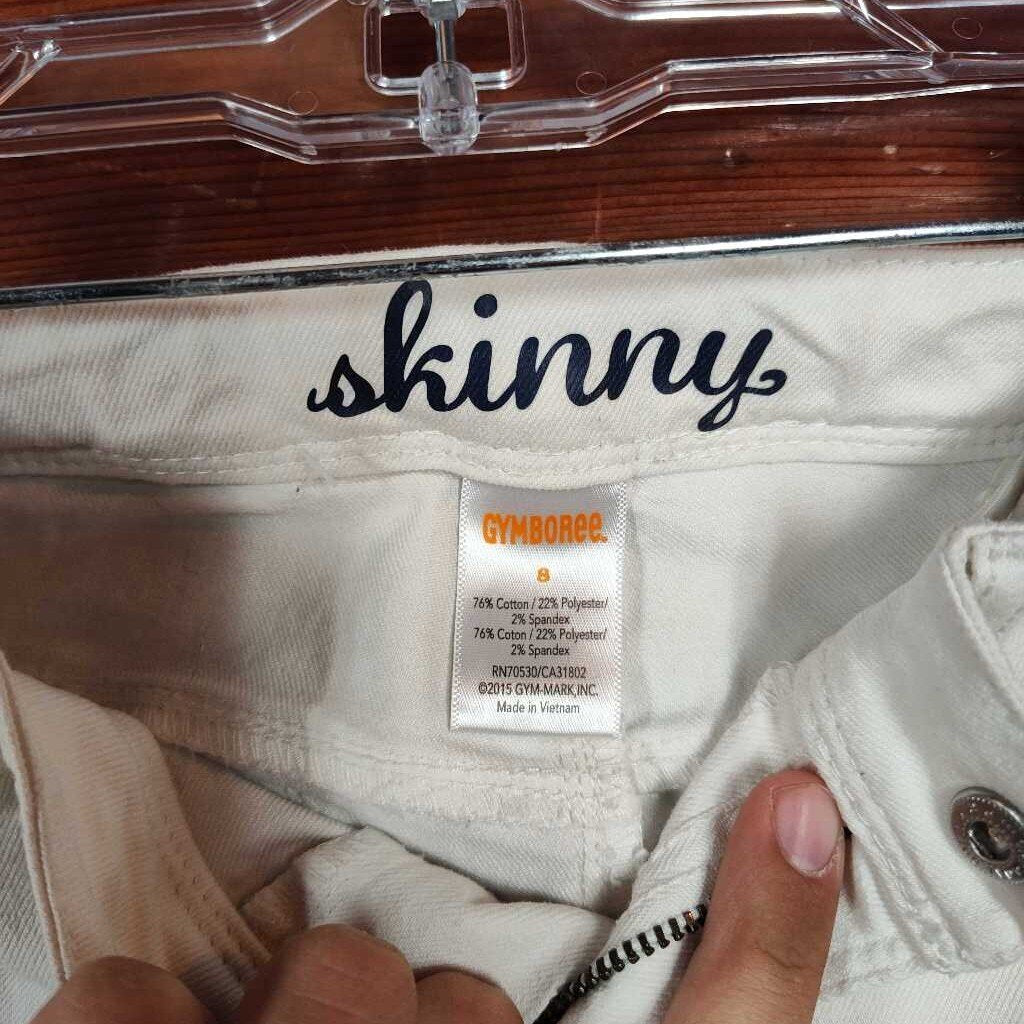 skinny
GYMBOREE
8
76% Cotton / 22% Polyester/
2% Spandex
76% Coton / 22% Polyester/
2% Spandex
RN70530/CA31802
©2015 GYM-MARK,INC.
Made in Vietnam